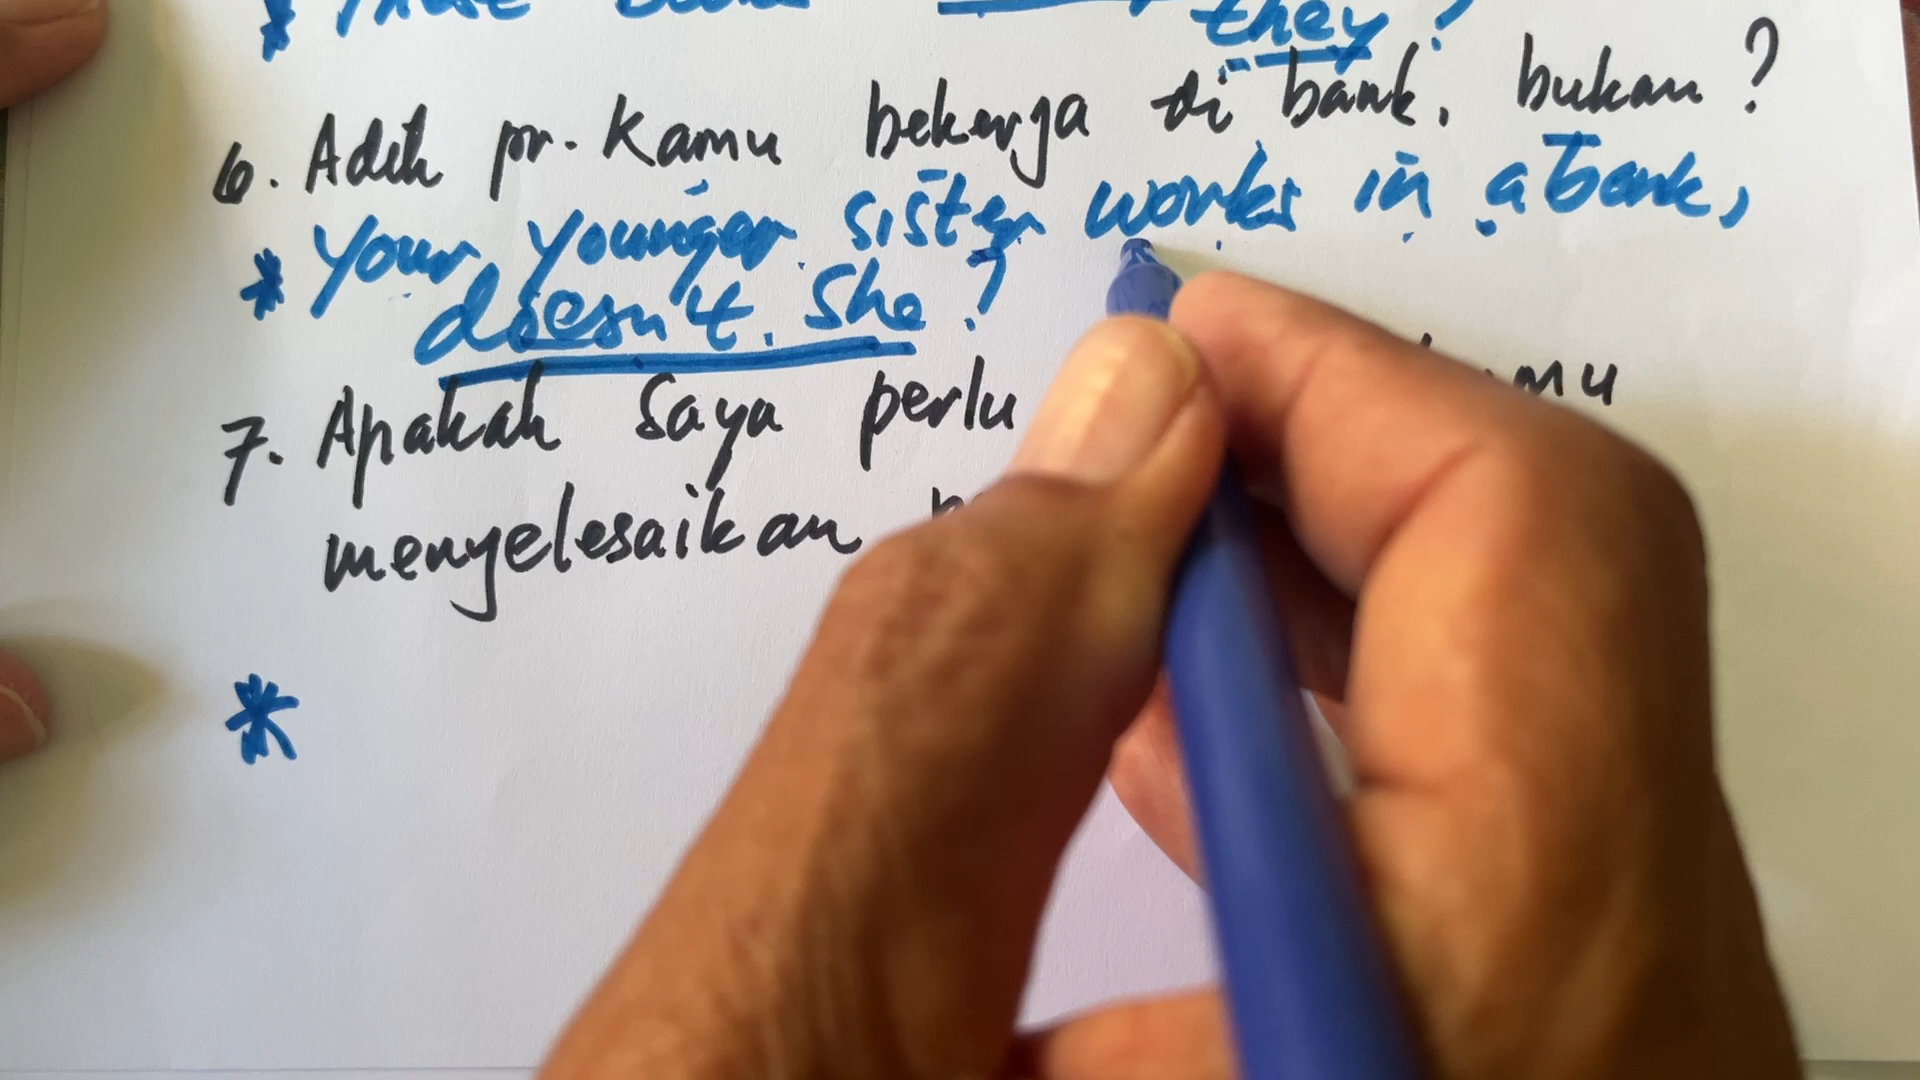 * These they?
6. Adik pr. Kamu bekerja di bank, bukan?
* Your younger sister works in a bank,
doesn't she?
7. Apakah Saya perlu
menyelesaikan
*